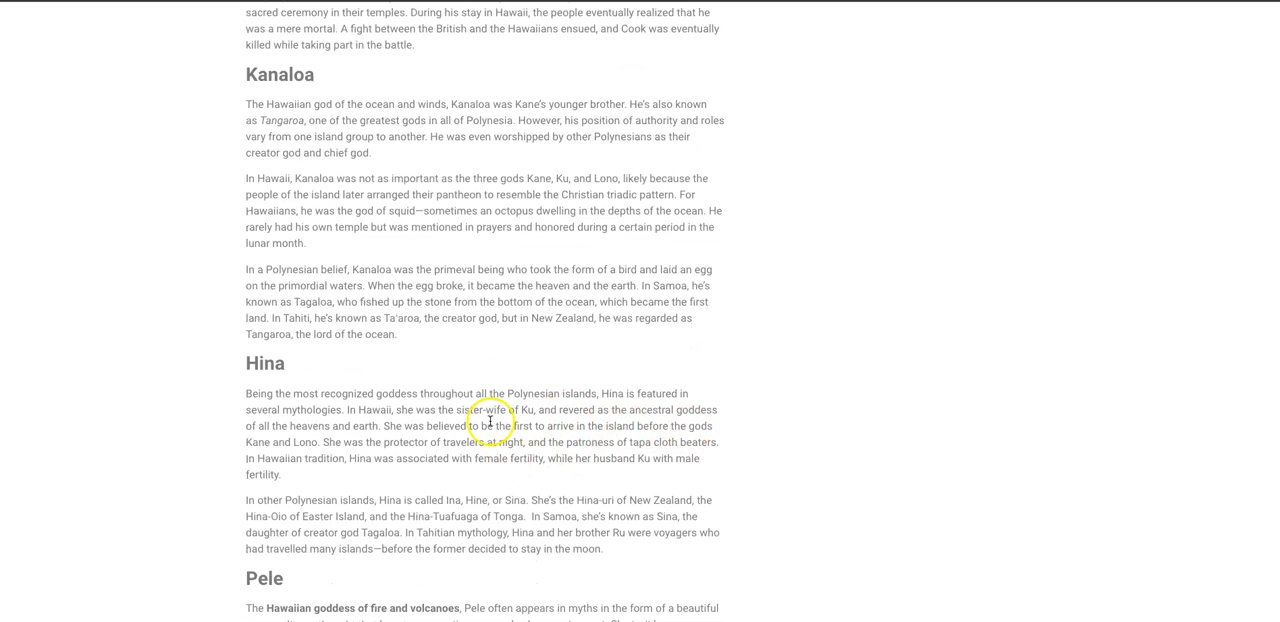 sacred ceremony in their temples. During his stay in Hawaii, the people eventually realized that he
was a mere mortal. A fight between the British and the Hawaiians ensued, and Cook was eventually
killed while taking part in the battle.
Kanaloa
The Hawaiian god of the ocean and winds, Kanaloa was Kane's younger brother. He's also known
as Tangaroa, one of the greatest gods in all of Polynesia. However, his position of authority and roles
vary from one island group to another. He was even worshipped by other Polynesians as their
creator god and chief god.
In Hawaii, Kanaloa was not as important as the three gods Kane, Ku, and Lono, likely because the
people of the island later arranged their pantheon to resemble the Christian triadic pattern. For
Hawaiians, he was the god of squid—sometimes an octopus dwelling in the depths of the ocean. He
rarely had his own temple but was mentioned in prayers and honored during a certain period in the
lunar month.
In a Polynesian belief, Kanaloa was the primeval being who took the form of a bird and laid an egg
on the primordial waters. When the egg broke, it became the heaven and the earth. In Samoa, he's
known as Tagaloa, who fished up the stone from the bottom of the ocean, which became the first
land. In Tahiti, he's known as Ta'aroa, the creator god, but in New Zealand, he was regarded as
Tangaroa, the lord of the ocean.
Hina
Being the most recognized goddess throughout all the Polynesian islands, Hina is featured in
several mythologies. In Hawaii, she was the sister-wife of Ku, and revered as the ancestral goddess
of all the heavens and earth. She was believed to be the first to arrive in the island before the gods
Kane and Lono. She was the protector of travelers at night, and the patroness of tapa cloth beaters.
In Hawaiian tradition, Hina was associated with female fertility, while her husband Ku with male
fertility.
In other Polynesian islands, Hina is called Ina, Hine, or Sina. She's the Hina-uri of New Zealand, the
Hina-Oio of Easter Island, and the Hina-Tuafuaga of Tonga.  In Samoa, she's known as Sina, the
daughter of creator god Tagaloa. In Tahitian mythology, Hina and her brother Ru were voyagers who
had travelled many islands—before the former decided to stay in the moon.
Pele
The Hawaiian goddess of fire and volcanoes, Pele often appears in myths in the form of a beautiful